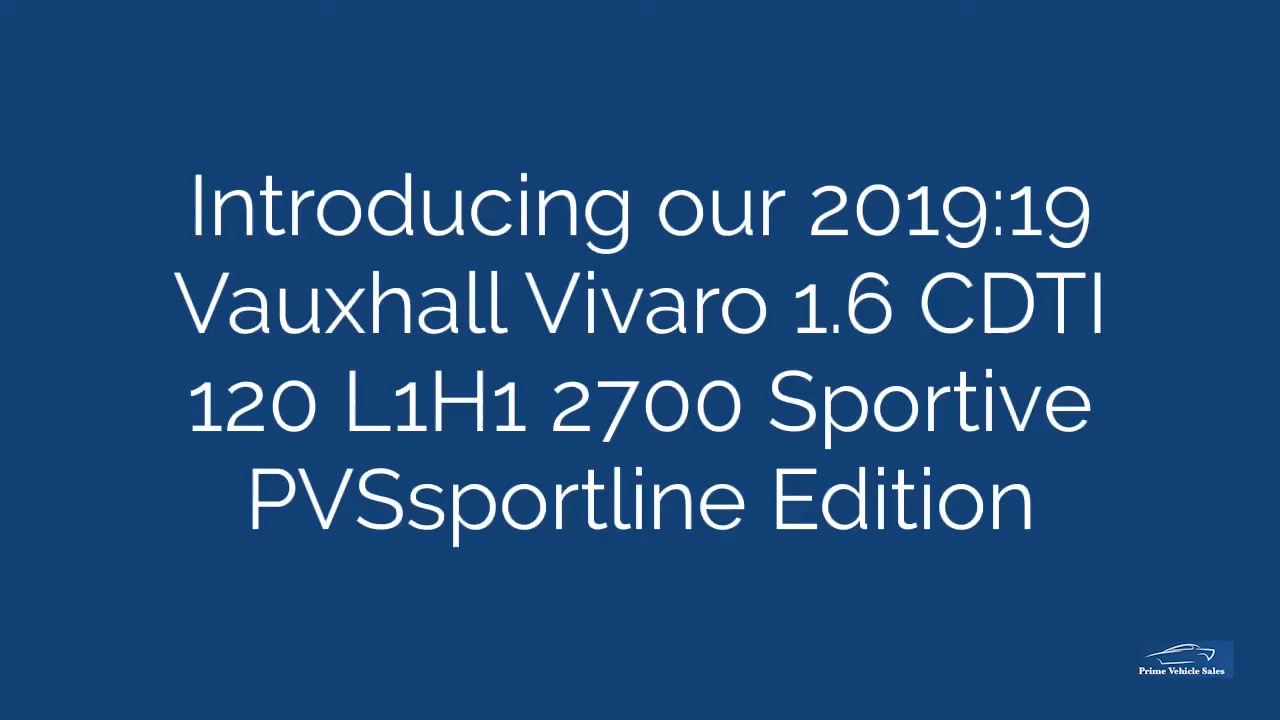 Introducing our 2019:19
Vauxhall Vivaro 1.6 CDTI
120 L1H1 2700 Sportive
PVSsportline Edition
Prime Vehicle Sales